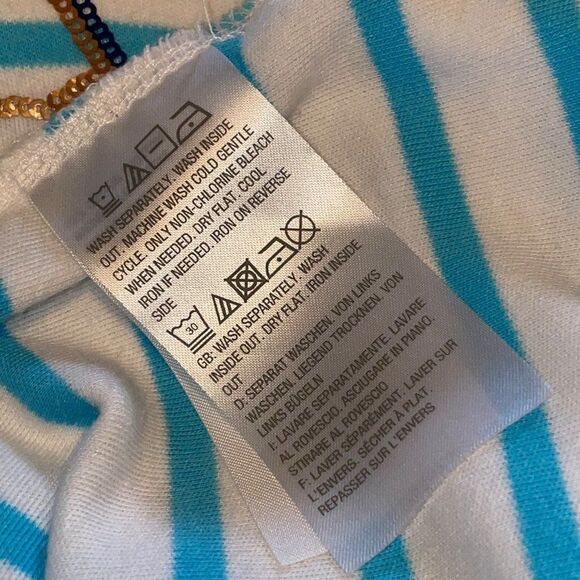 WASH SEPARATELY. WASH INSIDE
OUT. MACHINE WASH COLD GENTLE
CYCLE. ONLY NON-CHLORINE BLEACH
WHEN NEEDED. DRY FLAT. COOL
IRON IF NEEDED. IRON ON REVERSE
SIDE
30
GB: WASH SEPARATELY. WASH
INSIDE OUT. DRY FLAT. IRON INSIDE
OUT
D: SEPARAT WASCHEN. VON LINKS
WASCHEN. LIEGEND TROCKNEN. VON
LINKS BÜGELN
I: LAVARE SEPARATAMENTE. LAVARE
AL ROVESCIO. ASCIUGARE IN PIANO.
STIRARE AL ROVESCIO
F: LAVER SÉPARÉMENT. LAVER SUR
L'ENVERS. SÉCHER À PLAT.
REPASSER SUR L'ENVERS